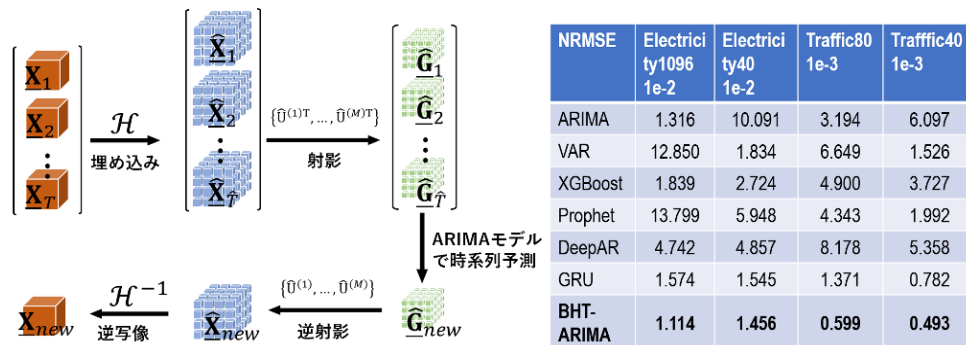 X1
X2
XT
H
埋め込み
X̂1
X̂2
X̂T̂
{Û(1)T, …, Û(M)T}
射影
Ĝ1
Ĝ2
ĜT̂
ARIMAモデル
で時系列予測
Ĝnew
{Û(1), …, Û(M)}
逆射影
X̂new
H−1
逆写像
Xnew
NRMSE Electrici Electrici Traffic80 Trafffic40
ty1096 ty40 1e-3 1e-3
1e-2 1e-2
ARIMA 1.316 10.091 3.194 6.097
VAR 12.850 1.834 6.649 1.526
XGBoost 1.839 2.724 4.900 3.727
Prophet 13.799 5.948 4.343 1.992
DeepAR 4.742 4.857 8.178 5.358
GRU 1.574 1.545 1.371 0.782
BHT- 1.114 1.456 0.599 0.493
ARIMA